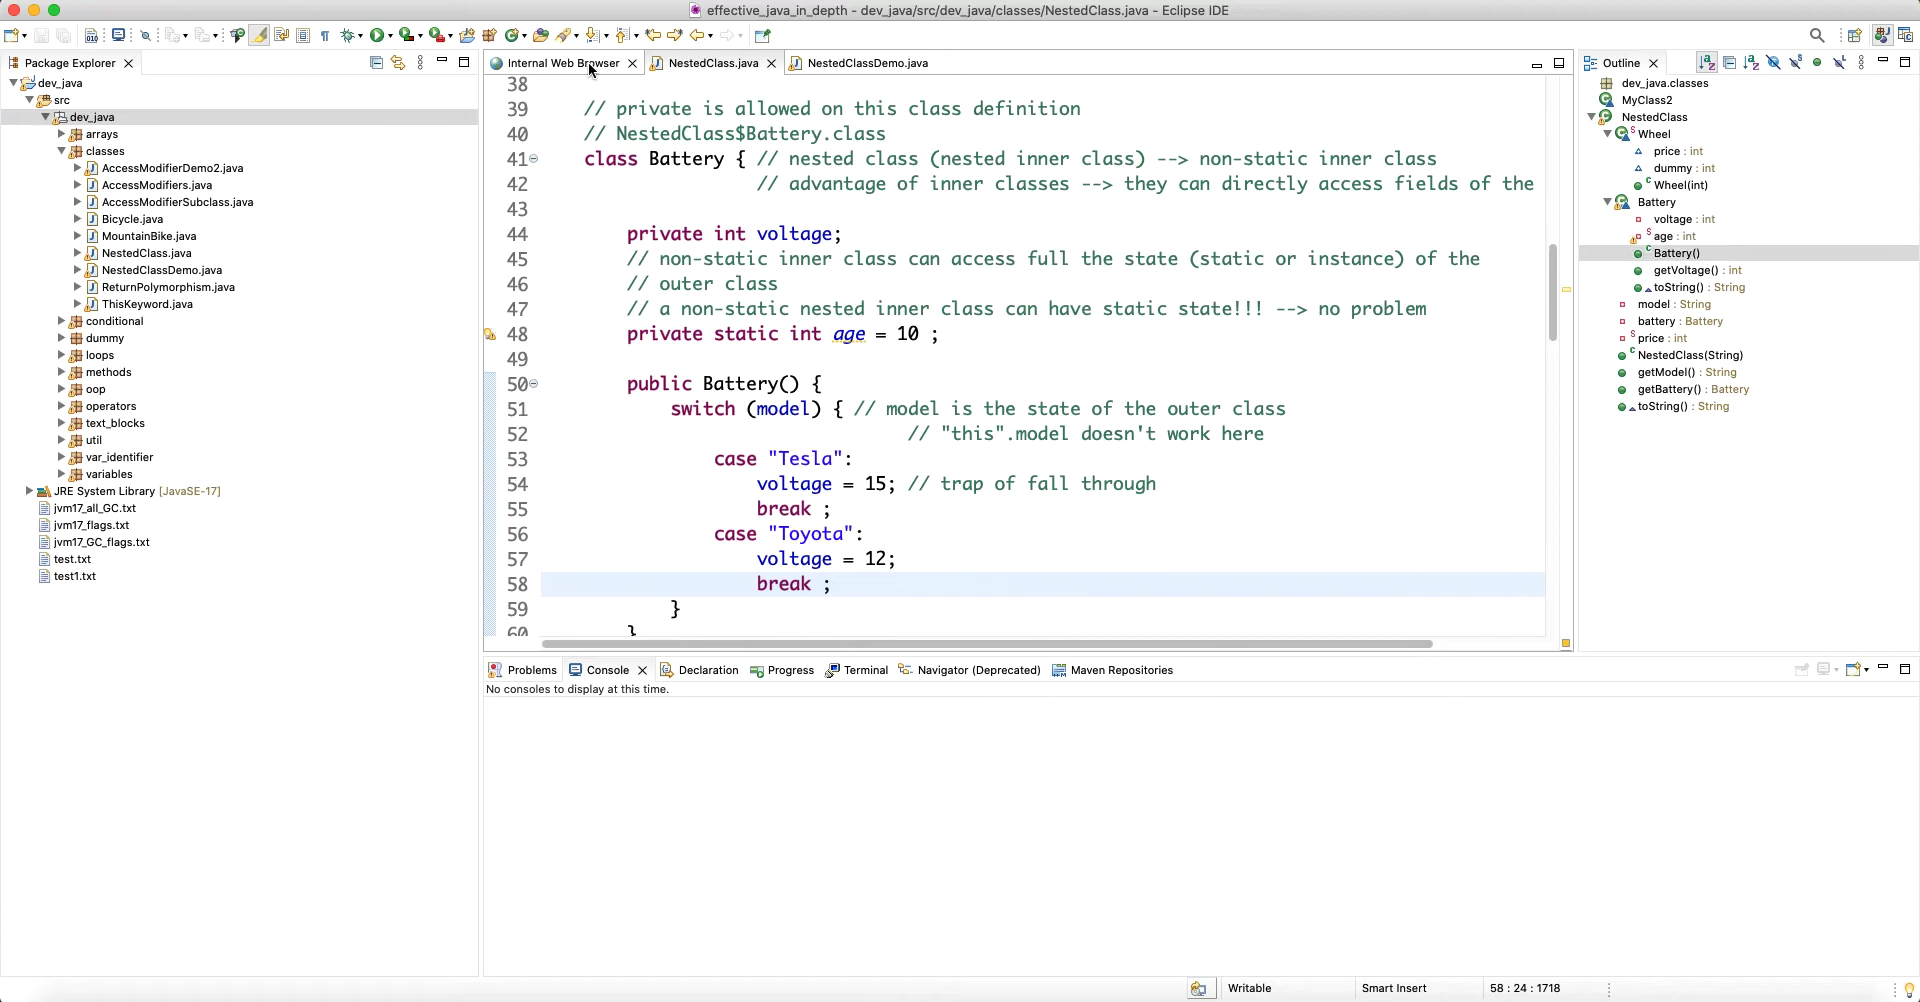 effective_java_in_depth - dev_java/src/dev_java/classes/NestedClass.java - Eclipse IDE
Package Explorer
dev_java
src
dev_java
arrays
classes
AccessModifierDemo2.java
AccessModifiers.java
AccessModifierSubclass.java
Bicycle.java
MountainBike.java
NestedClass.java
NestedClassDemo.java
ReturnPolymorphism.java
ThisKeyword.java
conditional
dummy
loops
methods
oop
operators
text_blocks
util
var_identifier
variables
JRE System Library [JavaSE-17]
jvm17_all_GC.txt
jvm17_flags.txt
jvm17_GC_flags.txt
test.txt
test1.txt
Internal Web Browser
NestedClass.java
NestedClassDemo.java
38
39 // private is allowed on this class definition
40 // NestedClass$Battery.class
41 class Battery { // nested class (nested inner class) --> non-static inner class
42 // advantage of inner classes --> they can directly access fields of the
43
44 private int voltage;
45 // non-static inner class can access full the state (static or instance) of the
46 // outer class
47 // a non-static nested inner class can have static state!!! --> no problem
48 private static int age = 10 ;
49
50 public Battery() {
51 switch (model) { // model is the state of the outer class
52 // "this".model doesn't work here
53 case "Tesla":
54 voltage = 15; // trap of fall through
55 break ;
56 case "Toyota":
57 voltage = 12;
58 break ;
59 }
60 }
Outline
dev_java.classes
MyClass2
NestedClass
Wheel
price : int
dummy : int
Wheel(int)
Battery
voltage : int
age : int
Battery()
getVoltage() : int
toString() : String
model : String
battery : Battery
price : int
NestedClass(String)
getModel() : String
getBattery() : Battery
toString() : String
Problems
Console
Declaration
Progress
Terminal
Navigator (Deprecated)
Maven Repositories
No consoles to display at this time.
Writable
Smart Insert
58 : 24 : 1718